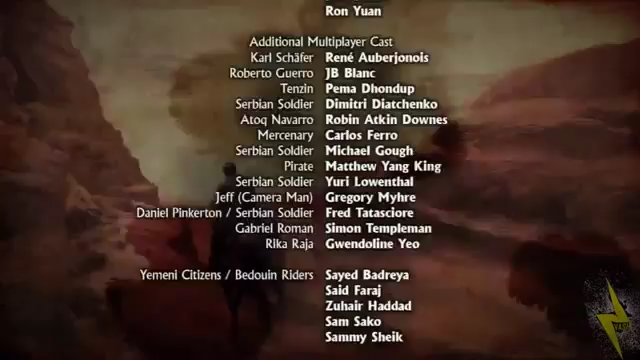 Ron Yuan
Additional Multiplayer Cast
Karl Schäfer René Auberjonois
Roberto Guerro JB Blanc
Tenzin Pema Dhondup
Serbian Soldier Dimitri Diatchenko
Atoq Navarro Robin Atkin Downes
Mercenary Carlos Ferro
Serbian Soldier Michael Gough
Pirate Matthew Yang King
Serbian Soldier Yuri Lowenthal
Jeff (Camera Man) Gregory Myhre
Daniel Pinkerton / Serbian Soldier Fred Tatasciore
Gabriel Roman Simon Templeman
Rika Raja Gwendoline Yeo
Yemeni Citizens / Bedouin Riders Sayed Badreya
Said Faraj
Zuhair Haddad
Sam Sako
Sammy Sheik